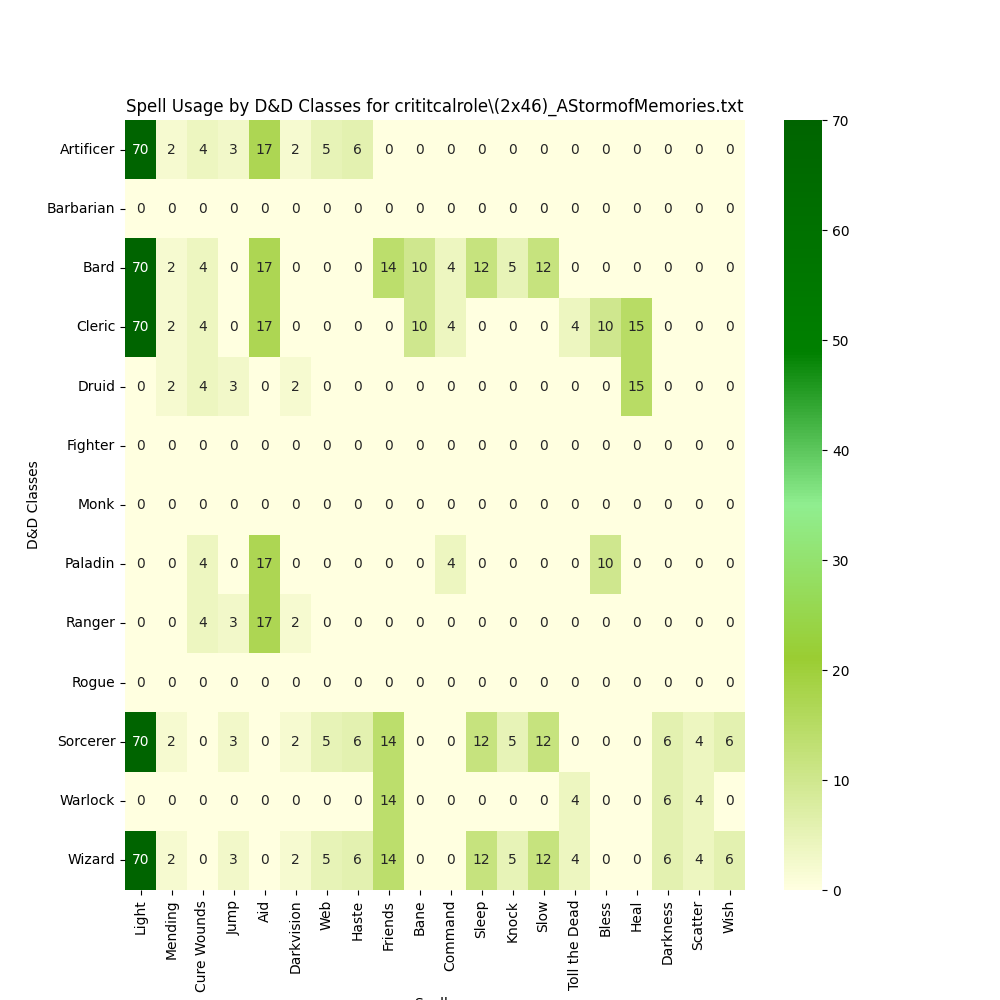 Spell Usage by D&D Classes for crititcalrole\(2x46)_AStormofMemories.txt
D&D Classes
Artificer 70 2 4 3 17 2 5 6 0 0 0 0 0 0 0 0 0 0 0 0
Barbarian 0 0 0 0 0 0 0 0 0 0 0 0 0 0 0 0 0 0 0 0
Bard 70 2 4 0 17 0 0 0 14 10 4 12 5 12 0 0 0 0 0 0
Cleric 70 2 4 0 17 0 0 0 0 10 4 0 0 0 4 10 15 0 0 0
Druid 0 2 4 3 0 2 0 0 0 0 0 0 0 0 0 0 15 0 0 0
Fighter 0 0 0 0 0 0 0 0 0 0 0 0 0 0 0 0 0 0 0 0
Monk 0 0 0 0 0 0 0 0 0 0 0 0 0 0 0 0 0 0 0 0
Paladin 0 0 4 0 17 0 0 0 0 0 4 0 0 0 0 10 0 0 0 0
Ranger 0 0 4 3 17 2 0 0 0 0 0 0 0 0 0 0 0 0 0 0
Rogue 0 0 0 0 0 0 0 0 0 0 0 0 0 0 0 0 0 0 0 0
Sorcerer 70 2 0 3 0 2 5 6 14 0 0 12 5 12 0 0 0 6 4 6
Warlock 0 0 0 0 0 0 0 0 14 0 0 0 0 0 4 0 0 6 4 0
Wizard 70 2 0 3 0 2 5 6 14 0 0 12 5 12 4 0 0 6 4 6
Light
Mending
Cure Wounds
Jump
Aid
Darkvision
Web
Haste
Friends
Bane
Command
Sleep
Knock
Slow
Toll the Dead
Bless
Heal
Darkness
Scatter
Wish
70
60
50
40
30
20
10
0